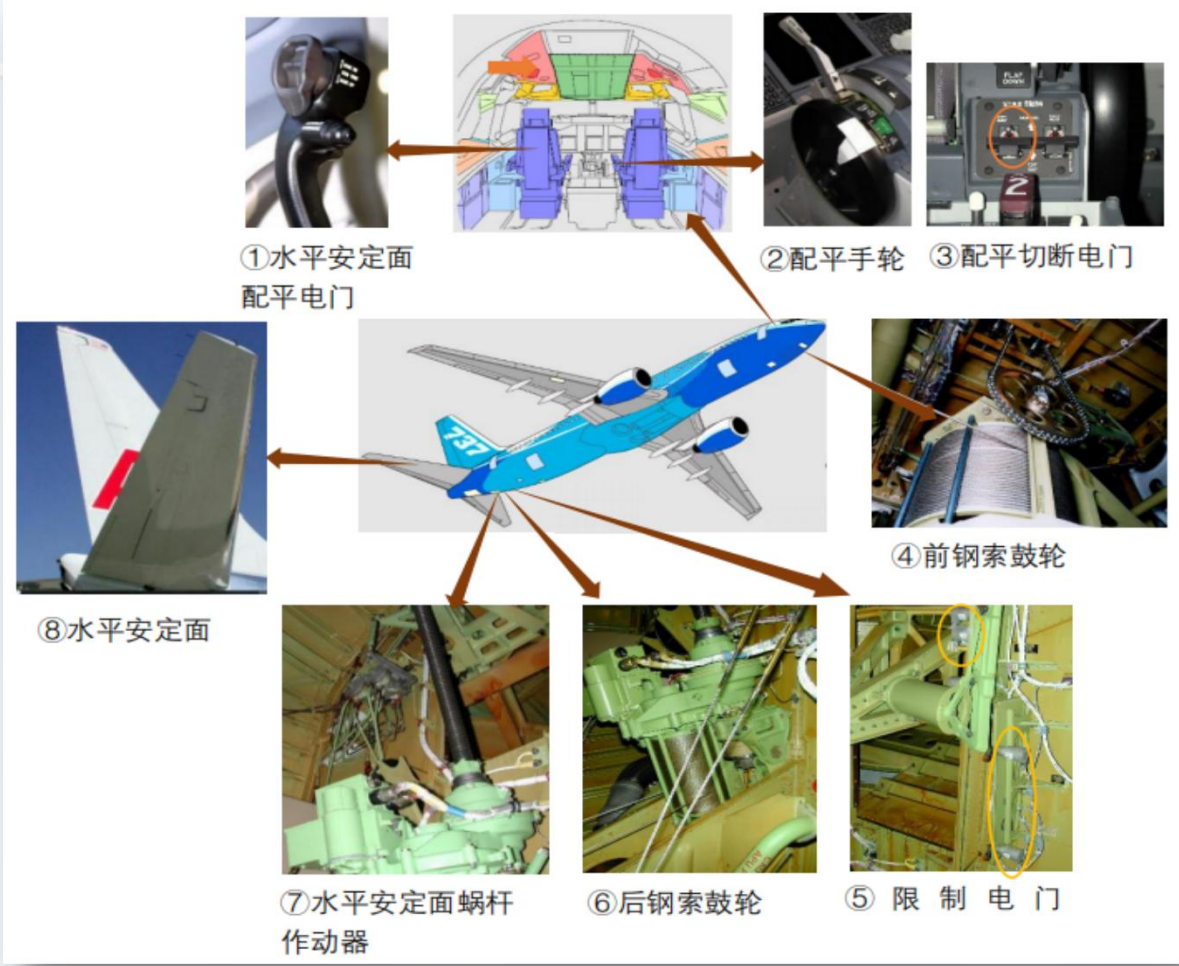 FLAP
DOWN
①水平安定面
配平电门
②配平手轮
③配平切断电门
737
④前钢索鼓轮
⑧水平安定面
⑦水平安定面蜗杆
作动器
⑥后钢索鼓轮
⑤限制电门